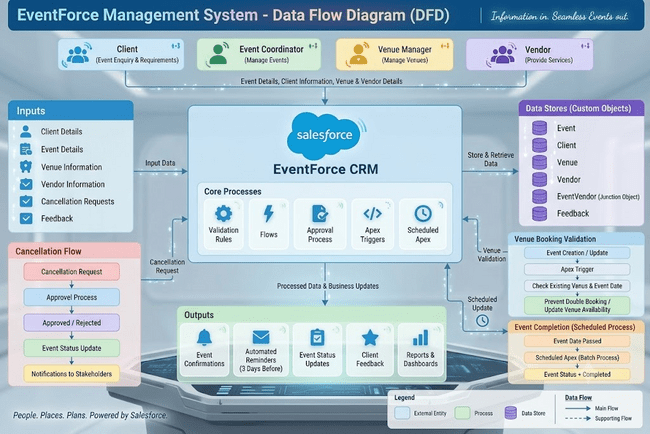 EventForce Management System - Data Flow Diagram (DFD)
Information in. Seamless Events out.
Client
(Event Enquiry & Requirements)
Event Coordinator
(Manage Events)
Venue Manager
(Manage Venues)
Vendor
(Provide Services)
Event Details, Client Information, Venue & Vendor Details
Inputs
Client Details
Event Details
Venue Information
Vendor Information
Cancellation Requests
Feedback
Input Data
salesforce
EventForce CRM
Core Processes
Validation
Rules
Flows
Approval
Process
Apex
Triggers
Scheduled
Apex
Store & Retrieve
Data
Data Stores (Custom Objects)
Event
Client
Venue
Vendor
EventVendor (Junction Object)
Feedback
Cancellation Flow
Cancellation Request
Approvel Process
Approved / Rejected
Event Status Update
Notifications to Stakeholders
Cancellation
Request
Processed Data & Business Updates
Venue
Validation
Scheduled
Update
Venue Booking Validation
Event Creation / Update
Apex Trigger
Check Existing Vanus & Event Date
Prevent Double Booking /
Update Venue Availability
Outputs
Event
Confirmations
Automated
Reminders
(3 Days Before)
Event Status
Updates
Client
Feedback
Reports &
Dashboards
Event Completion (Scheduled Process)
Event Date Passed
Scheduled Apex (Batch Process)
Event Status + Completed
People. Places. Plans. Powered by Salesforce.
Legend
External Entity
Process
Data Store
Data Flow
Main Flow
Supporting Flow